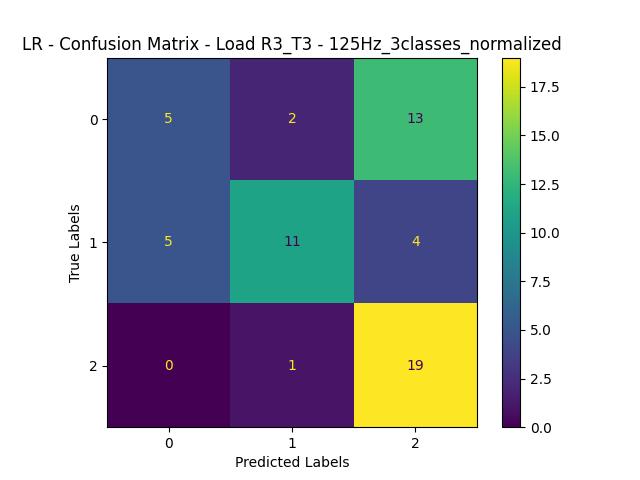 LR - Confusion Matrix - Load R3_T3 - 125Hz_3classes_normalized
17.5
15.0
12.5
10.0
7.5
5.0
2.5
0.0
True Labels
0 5 2 13
1 5 11 4
2 0 1 19
0 1 2
Predicted Labels